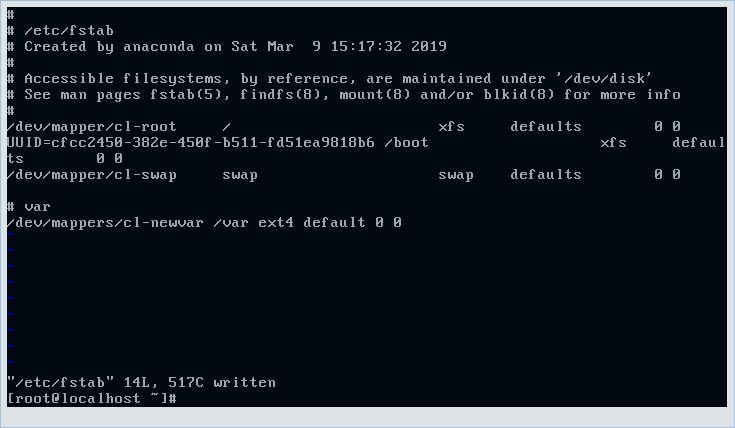 #
# /etc/fstab
# Created by anaconda on Sat Mar  9 15:17:32 2019
#
# Accessible filesystems, by reference, are maintained under '/dev/disk'
# See man pages fstab(5), findfs(8), mount(8) and/or blkid(8) for more info
#
/dev/mapper/cl-root     /                       xfs     defaults        0 0
UUID=cfcc2450-382e-450f-b511-fd51ea9818b6 /boot                   xfs     defaul
ts        0 0
/dev/mapper/cl-swap     swap                    swap    defaults        0 0
# var
/dev/mappers/cl-newvar /var ext4 default 0 0
~
~
~
~
~
~
~
~
~
"/etc/fstab" 14L, 517C written
[root@localhost ~]#